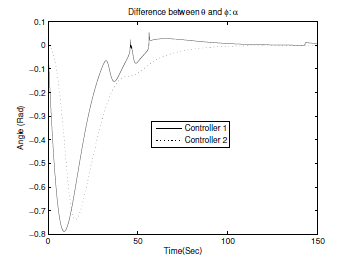 Difference between θ and ϕ: α
0.1
0
−0.1
−0.2
−0.3
−0.4
−0.5
−0.6
−0.7
−0.8
Angle (Rad)
Controller 1
Controller 2
0 50 100 150
Time(Sec)